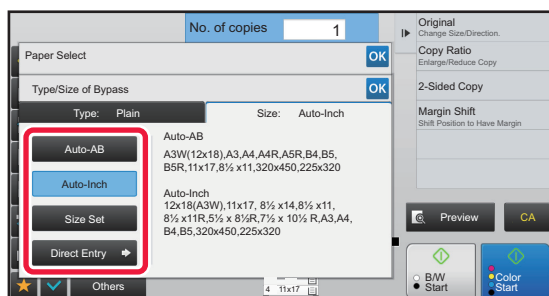 No. of copies
1
Original
Change Size/Direction.
Copy Ratio
Enlarge/Reduce Copy
2-Sided Copy
Margin Shift
Shift Position to Have Margin
Preview
CA
B/W
Start
Color
Start
Paper Select
OK
Type/Size of Bypass
OK
Type: Plain
Size: Auto-Inch
Auto-AB
Auto-Inch
Size Set
Direct Entry
Auto-AB
A3W(12x18),A3,A4,A4R,A5R,B4,B5,
B5R,11x17,8½ x11,320x450,225x320
Auto-Inch
12x18(A3W),11x17, 8½ x14,8½ x11,
8½ x11R,5½ x 8½R,7½ x 10½ R,A3,A4,
B4,B5,320x450,225x320
Others
4 11x17